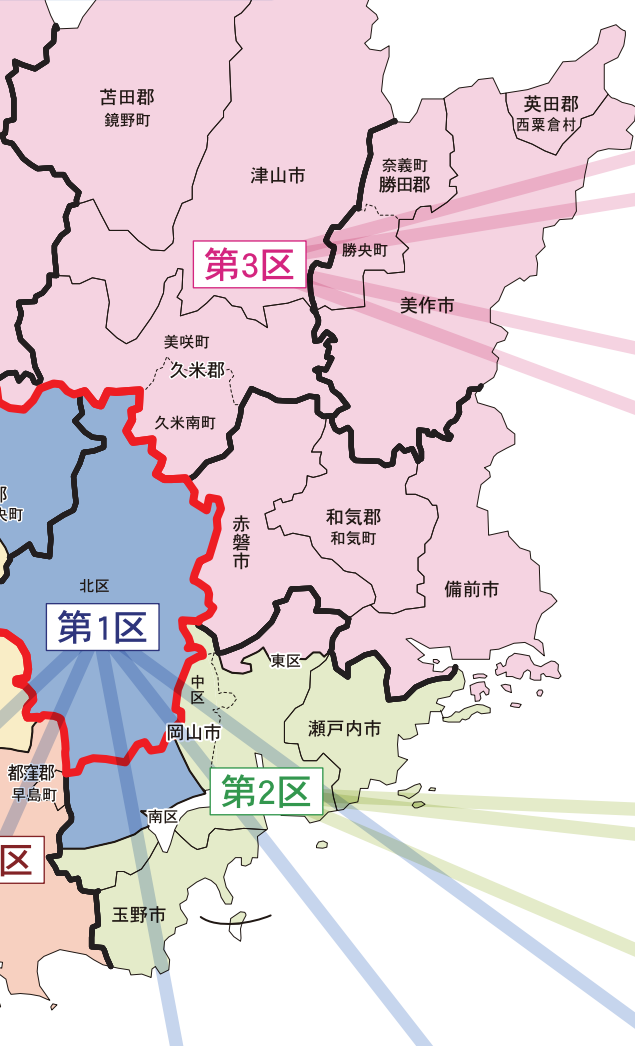 苫田郡
鏡野町
英田郡
西粟倉村
津山市
奈義町
勝田郡
勝央町
第3区
美作市
美咲町
久米郡
久米南町
郡
央町
赤磐市
和気郡
和気町
北区
備前市
第1区
東区
中区
岡山市
瀬戸内市
都窪郡
早島町
第2区
南区
区
玉野市